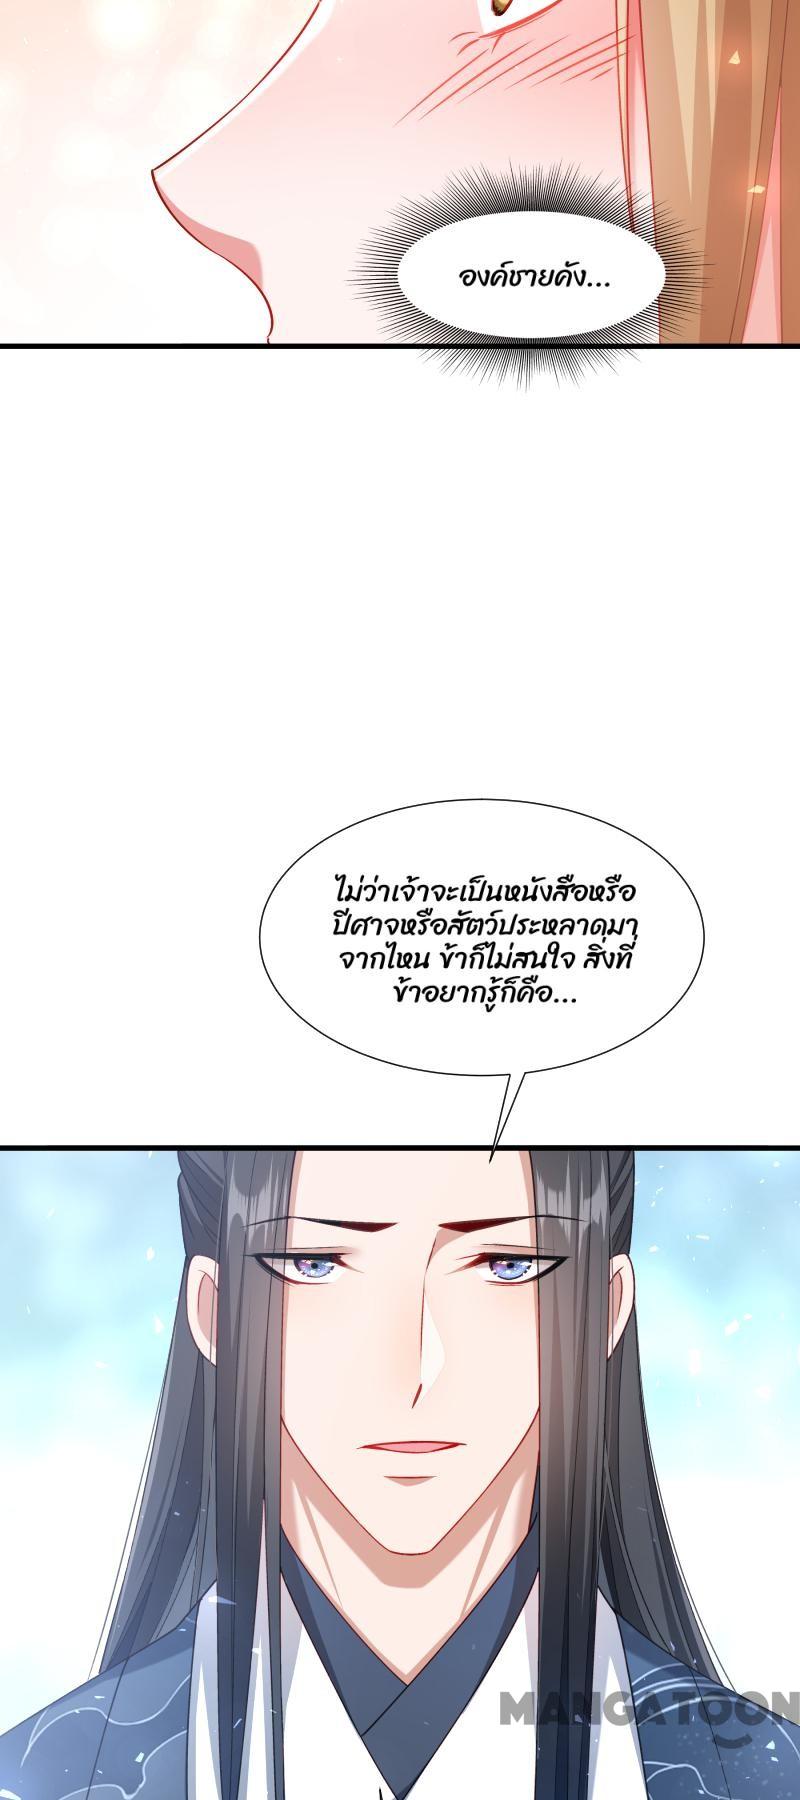 องค์ชายคัง...
ไม่ว่าเจ้าจะเป็นหนังสือหรือ
ปีศาจหรือสัตว์ประหลาดมา
จากไหน ข้าก็ไม่สนใจ สิ่งที่
ข้าอยากรู้ก็คือ...
MANGATOON